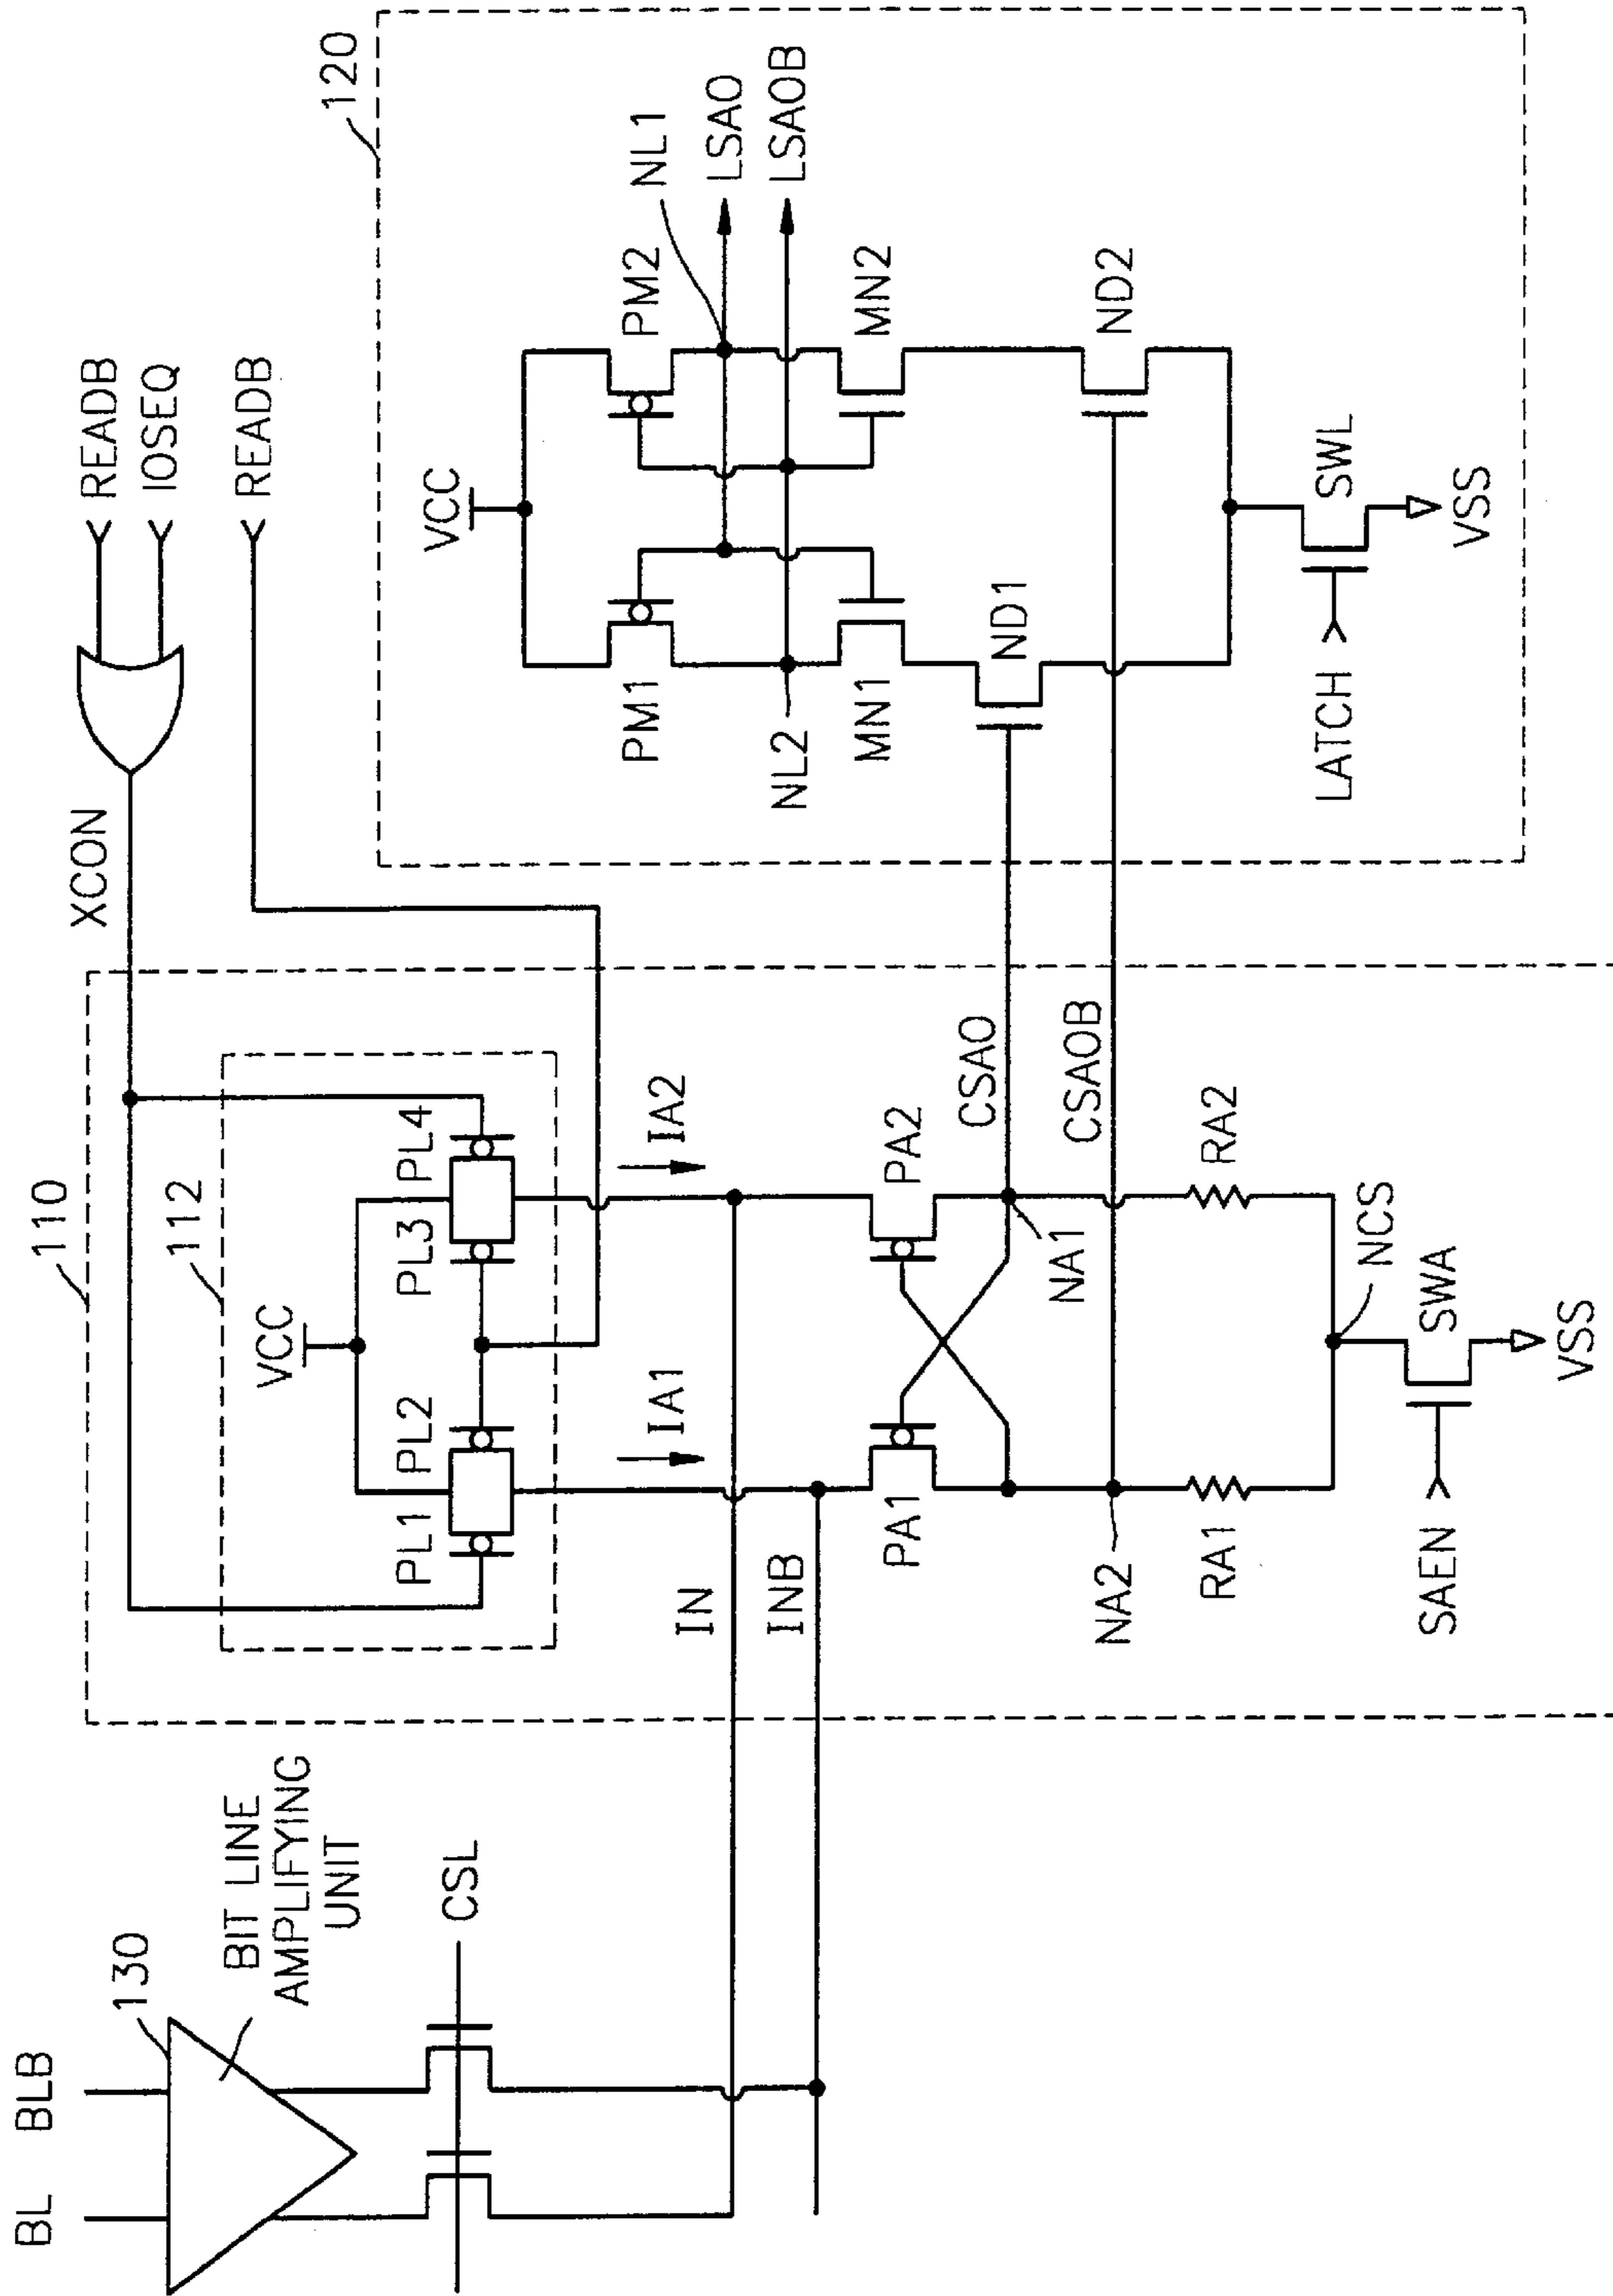 BL BLB
130
BIT LINE
AMPLIFYING
UNIT
CSL
IN
INB
110
112
VCC
PL1 PL2 PL3 PL4
IA1 IA2
PA1 PA2
CSAO
CSAOB
NA1
NA2
RA1 RA2
NCS
SAEN
SWA
VSS
XCON
READB
IOSEQ
READB
120
VCC
PM1 PM2
NL1
LSAO
LSAOB
NL2
MN1 MN2
ND1 ND2
LATCH
SWL
VSS